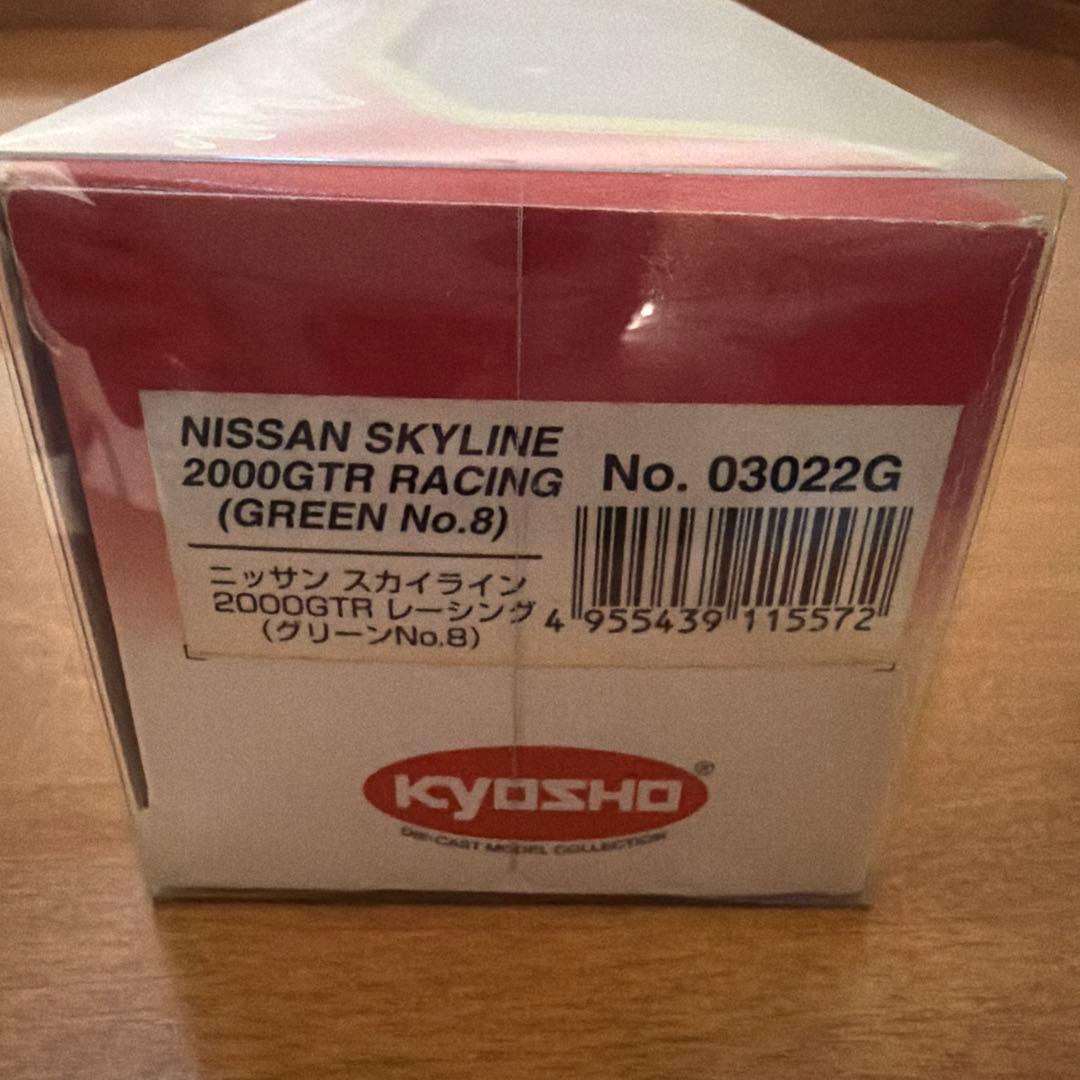 NISSAN SKYLINE
2000GTR RACING
(GREEN No.8)
No. 03022G
ニッサン スカイライン
2000GTR レーシング
(グリーンNo.8)
4 955439 115572
KYOSHO®
DIE-CAST MODEL COLLECTION